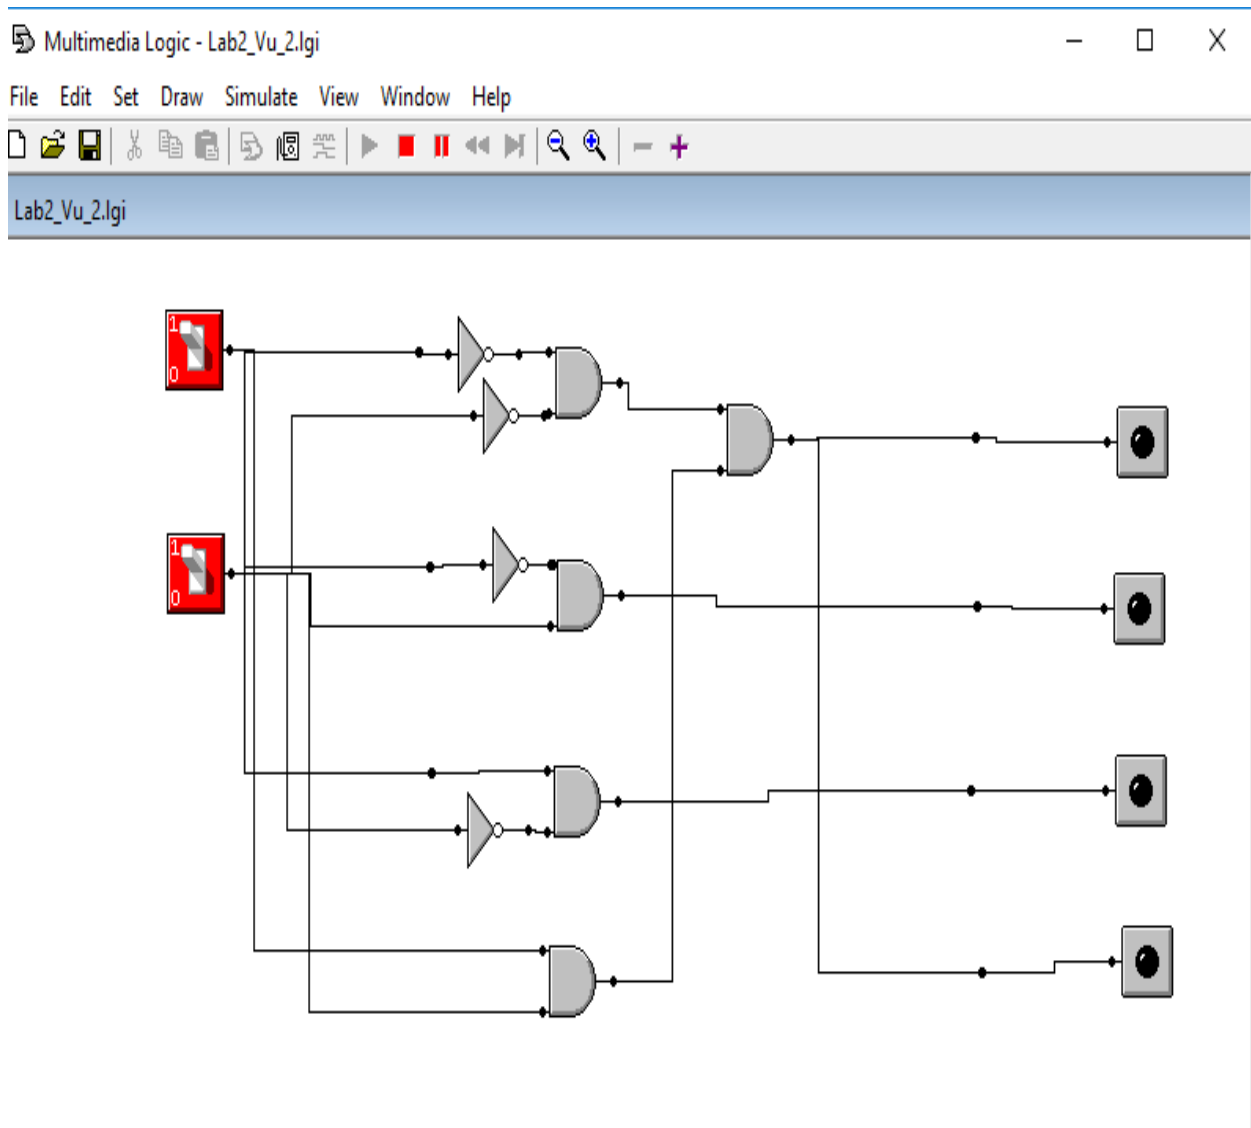 Multimedia Logic - Lab2_Vu_2.lgi
File Edit Set Draw Simulate View Window Help
Lab2_Vu_2.lgi
1
0
1
0